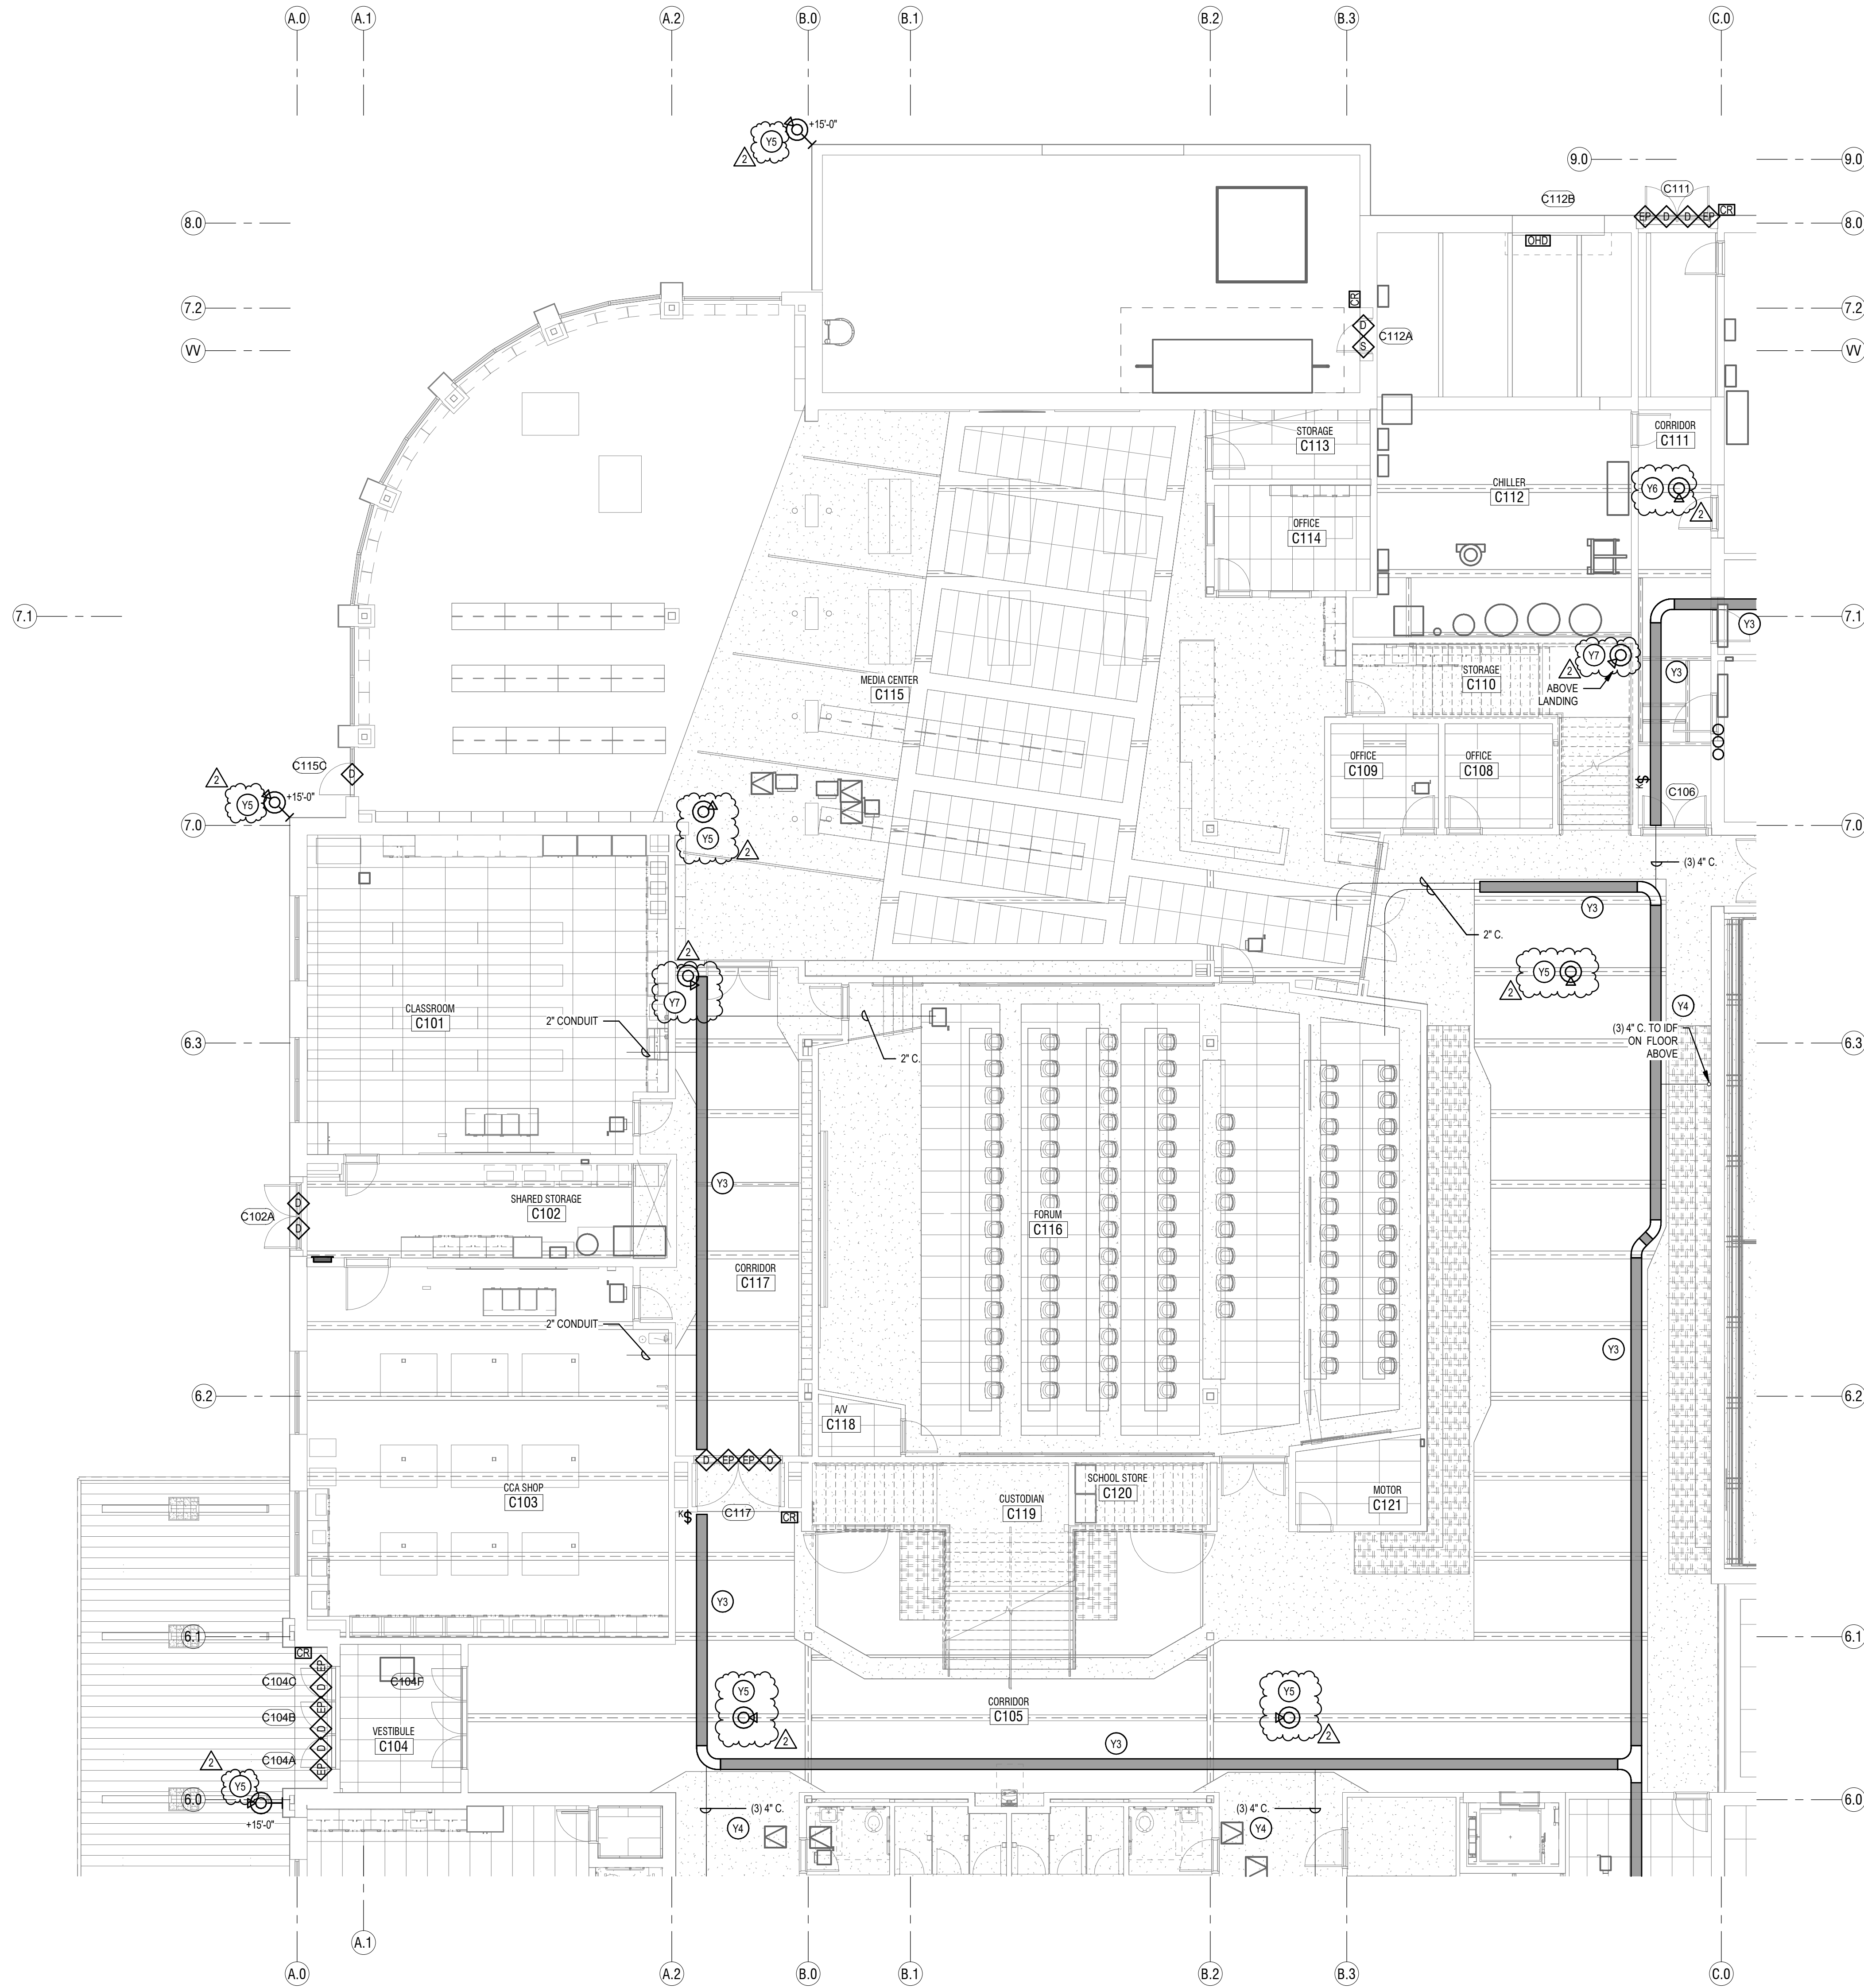 A.0
A.1
A.2
B.0
B.1
B.2
B.3
C.0
+15'-0"
Y5
2
9.0
9.0
C111
C112B
EP
D
D
EP
CR
8.0
8.0
OHD
7.2
CR
7.2
D
C112A
S
VV
VV
STORAGE
C113
CORRIDOR
C111
CHILLER
C112
Y6
2
OFFICE
C114
7.1
7.1
Y3
Y7
2
STORAGE
C110
Y3
MEDIA CENTER
C115
ABOVE
LANDING
OFFICE
C109
OFFICE
C108
C115C
D
2
Y5
+15'-0"
K$
C106
7.0
Y5
2
7.0
(3) 4" C.
Y3
2" C.
2
Y5
2
Y7
Y4
CLASSROOM
C101
2" CONDUIT
2" C.
(3) 4" C. TO IDF
ON FLOOR
ABOVE
6.3
6.3
Y3
D
SHARED STORAGE
C102
C102A
D
FORUM
C116
CORRIDOR
C117
2" CONDUIT
Y3
6.2
6.2
A/V
C118
D
EP
EP
D
CCA SHOP
C103
SCHOOL STORE
C120
CUSTODIAN
C119
MOTOR
C121
K$
C117
CR
Y3
6.1
6.1
CR
EP
C104C
C104F
D
EP
C104B
D
VESTIBULE
C104
D
C104A
EP
Y5
2
CORRIDOR
C105
Y5
2
Y3
2
Y5
6.0
+15'-0"
6.0
(3) 4" C.
Y4
(3) 4" C.
Y4
A.1
A.0
A.2
B.0
B.1
B.2
B.3
C.0